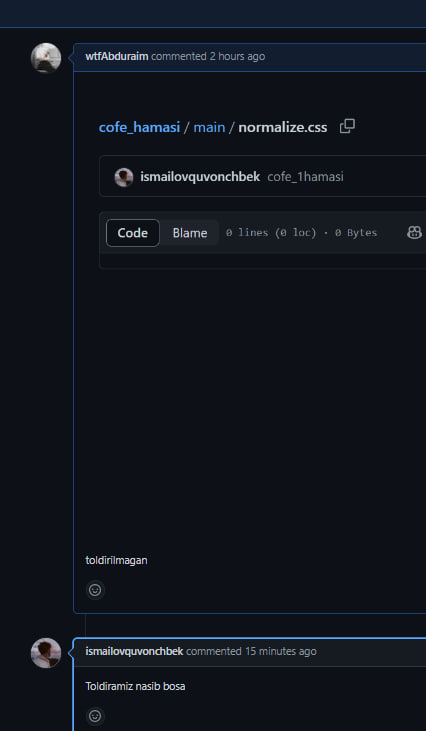 wtfAbduraim commented 2 hours ago
cofe_hamasi / main / normalize.css
ismailovquvonchbek cofe_1hamasi
Code Blame 0 lines (0 loc) · 0 Bytes
toldirilmagan
ismailovquvonchbek commented 15 minutes ago
Toldiramiz nasib bosa